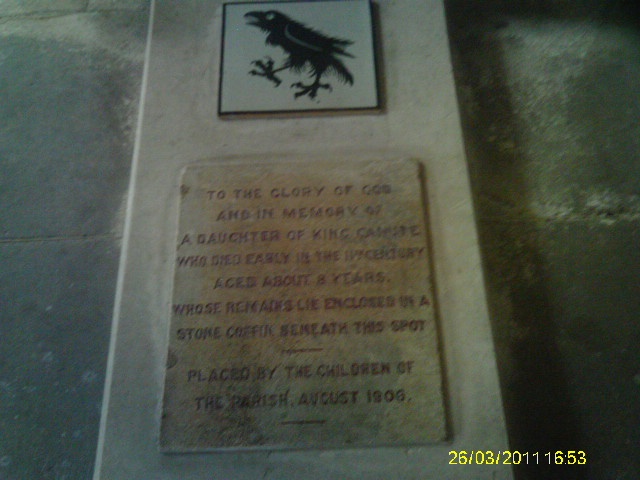 TO THE GLORY OF GOD
AND IN MEMORY OF
A DAUGHTER OF KING CANUTE
WHO DIED EARLY IN THE 11TH CENTURY
AGED ABOUT 8 YEARS.
WHOSE REMAINS LIE ENCLOSED IN A
STONE COFFIN BENEATH THIS SPOT
PLACED BY THE CHILDREN OF
THE PARISH, AUGUST 1906.
26/03/2011 16:53